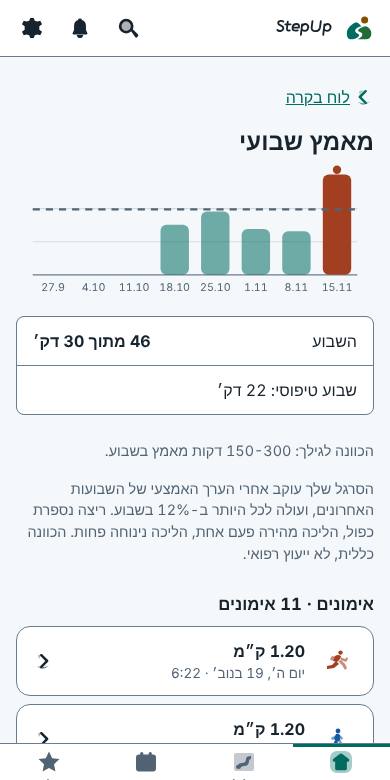 StepUp
לוח בקרה
מאמץ שבועי
27.9 4.10 11.10 18.10 25.10 1.11 8.11 15.11
השבוע
46 מתוך 30 דק׳
שבוע טיפוסי: 22 דק׳
הכוונה לגילך: 150-300 דקות מאמץ בשבוע.
הסרגל שלך עוקב אחרי הערך האמצעי של השבועות
האחרונים, ועולה לכל היותר ב-12% בשבוע. ריצה נספרת
כפול, הליכה מהירה פעם אחת, הליכה נינוחה פחות. הכוונה
כללית, לא ייעוץ רפואי.
אימונים · 11 אימונים
1.20 ק״מ
יום ה׳, 19 בנוב׳ · 6:22
1.20 ק״מ